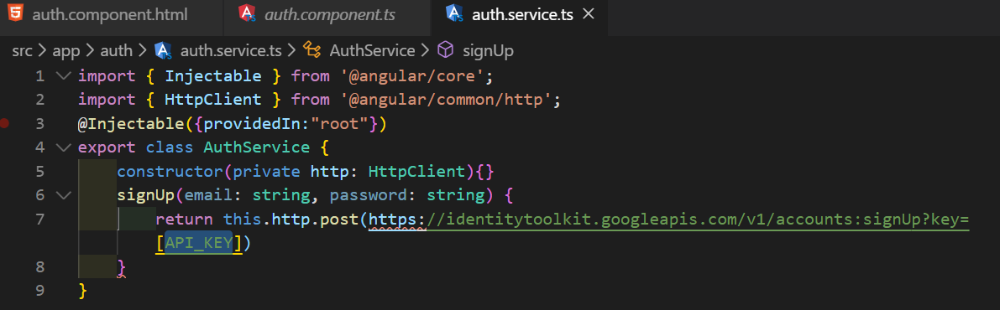 auth.component.html auth.component.ts auth.service.ts
src > app > auth > auth.service.ts > AuthService > signUp
1 import { Injectable } from '@angular/core';
2 import { HttpClient } from '@angular/common/http';
3 @Injectable({providedIn:"root"})
4 export class AuthService {
5 constructor(private http: HttpClient){}
6 signUp(email: string, password: string) {
7 return this.http.post(https://identitytoolkit.googleapis.com/v1/accounts:signUp?key=
[API_KEY])
8 }
9 }